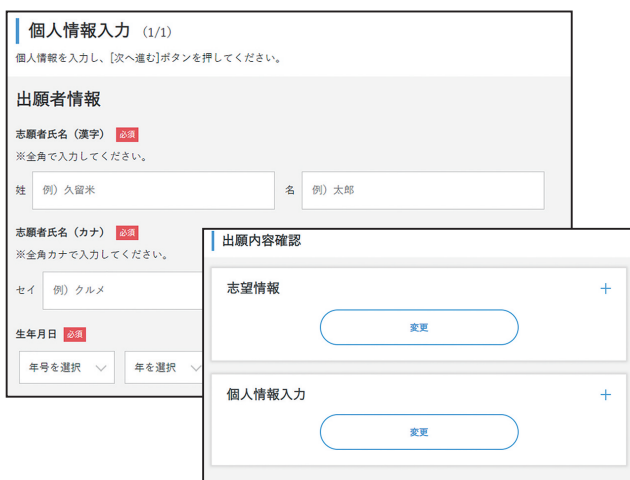 個人情報入力 (1/1)
個人情報を入力し、[次へ進む]ボタンを押してください。
出願者情報
志願者氏名（漢字） 必須
※全角で入力してください。
姓 例）久留米 名 例）太郎
志願者氏名（カナ） 必須
※全角カナで入力してください。
セイ 例）クルメ
生年月日 必須
年号を選択 年を選択
出願内容確認
志望情報 +
変更
個人情報入力 +
変更